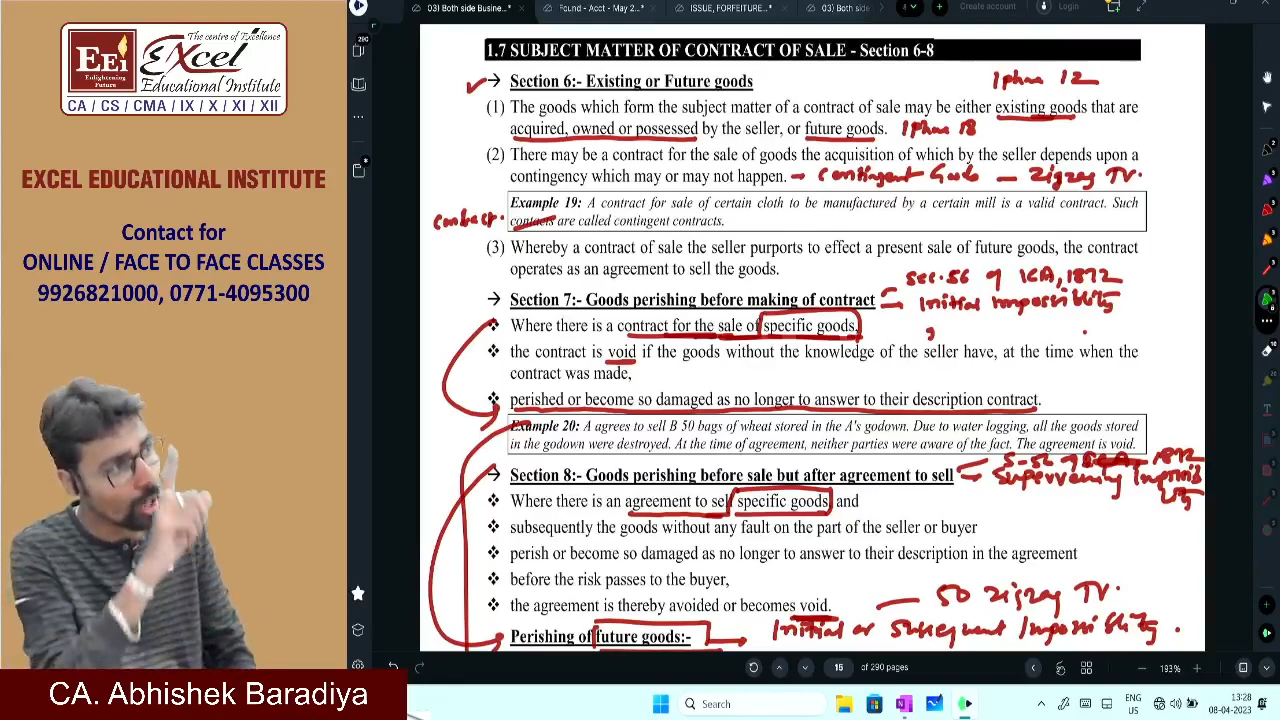 03) Both side Busine...*
Found - Acct - May 2...*
ISSUE, FORFEITURE...*
03) Both side
Create account
Login
The centre of Excellence
EEi
Enlightening Future
Excel
Educational Institute
CA / CS / CMA / IX / X / XI / XII
EXCEL EDUCATIONAL INSTITUTE
Contact for
ONLINE / FACE TO FACE CLASSES
9926821000, 0771-4095300
CA. Abhishek Baradiya
290
1.7 SUBJECT MATTER OF CONTRACT OF SALE - Section 6-8
→ Section 6:- Existing or Future goods
Iphone 12
(1) The goods which form the subject matter of a contract of sale may be either existing goods that are
acquired, owned or possessed by the seller, or future goods. Iphone 18
(2) There may be a contract for the sale of goods the acquisition of which by the seller depends upon a
contingency which may or may not happen. → Contingent Goods — Zigzag TV.
Example 19: A contract for sale of certain cloth to be manufactured by a certain mill is a valid contract. Such
contract.
contacts are called contingent contracts.
(3) Whereby a contract of sale the seller purports to effect a present sale of future goods, the contract
operates as an agreement to sell the goods.
Sec.56 of ICA, 1872
→ Section 7:- Goods perishing before making of contract
Initial impossiblity
❖ Where there is a contract for the sale of specific goods,
❖ the contract is void if the goods without the knowledge of the seller have, at the time when the
contract was made,
❖ perished or become so damaged as no longer to answer to their description contract.
Example 20: A agrees to sell B 50 bags of wheat stored in the A's godown. Due to water logging, all the goods stored
in the godown were destroyed. At the time of agreement, neither parties were aware of the fact. The agreement is void.
S-56 of ICA, 1872
→ Section 8:- Goods perishing before sale but after agreement to sell
Supervening Impossiblity
❖ Where there is an agreement to sell specific goods, and
❖ subsequently the goods without any fault on the part of the seller or buyer
❖ perish or become so damaged as no longer to answer to their description in the agreement
❖ before the risk passes to the buyer,
❖ the agreement is thereby avoided or becomes void.
50 Zigzag TV.
Perishing of future goods:-
Initial or Subsequent Impossiblity.
15 of 290 pages
193%
Search
ENG
US
13:28
08-04-2023